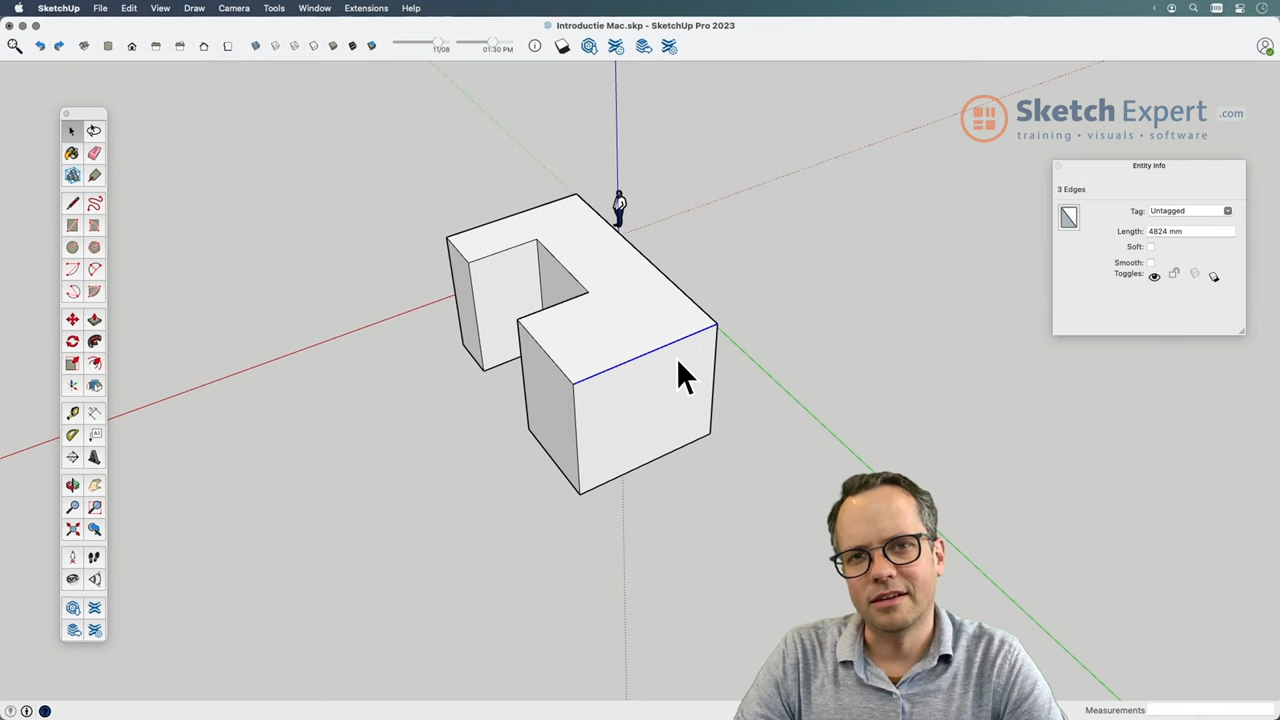 SketchUp File Edit View Draw Camera Tools Window Extensions Help
Introductie Mac.skp - SketchUp Pro 2023
11/08 01:30 PM
Sketch Expert .com
training • visuals • software
Entity Info
3 Edges
Tag: Untagged
Length: 4824 mm
Soft:
Smooth:
Toggles:
Measurements